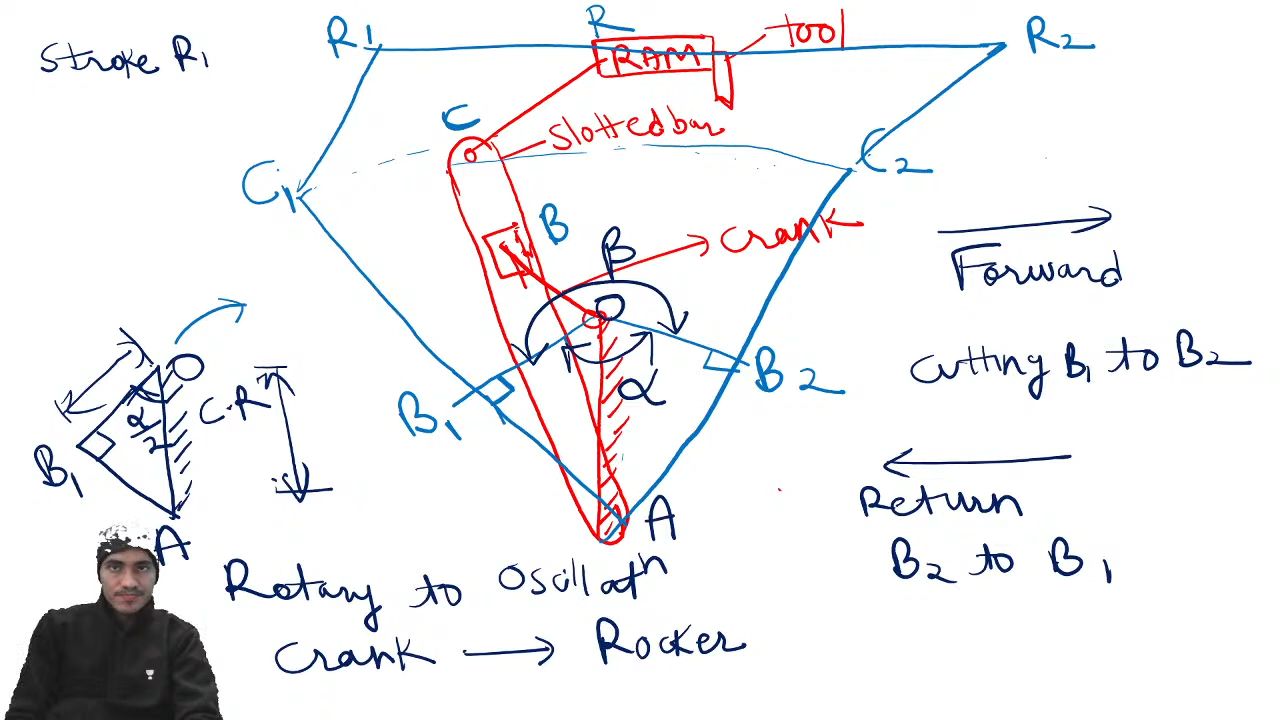 Stroke R1
R1
R
R2
RAM
tool
C
slotted bar
C1
C2
B
crank
β
O
Forward
B1
α
B2
cutting B1 to B2
O
α/2
C.R
B1
A
A
Return
B2 to B1
Rotary to Oscillatn
Crank → Rocker